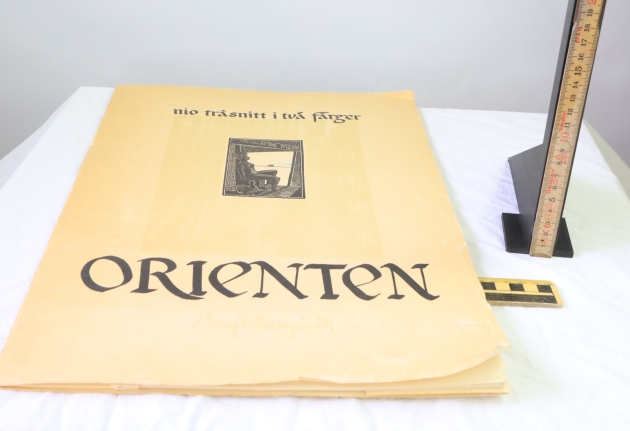 nio träsnitt i två färger
ORIENTEN